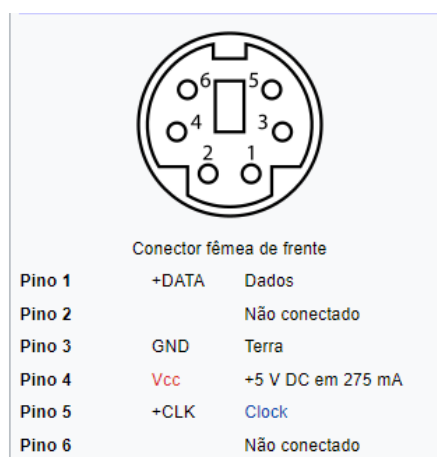 6 5
4 3
2 1
Conector fêmea de frente
Pino 1 +DATA Dados
Pino 2 Não conectado
Pino 3 GND Terra
Pino 4 Vcc +5 V DC em 275 mA
Pino 5 +CLK Clock
Pino 6 Não conectado